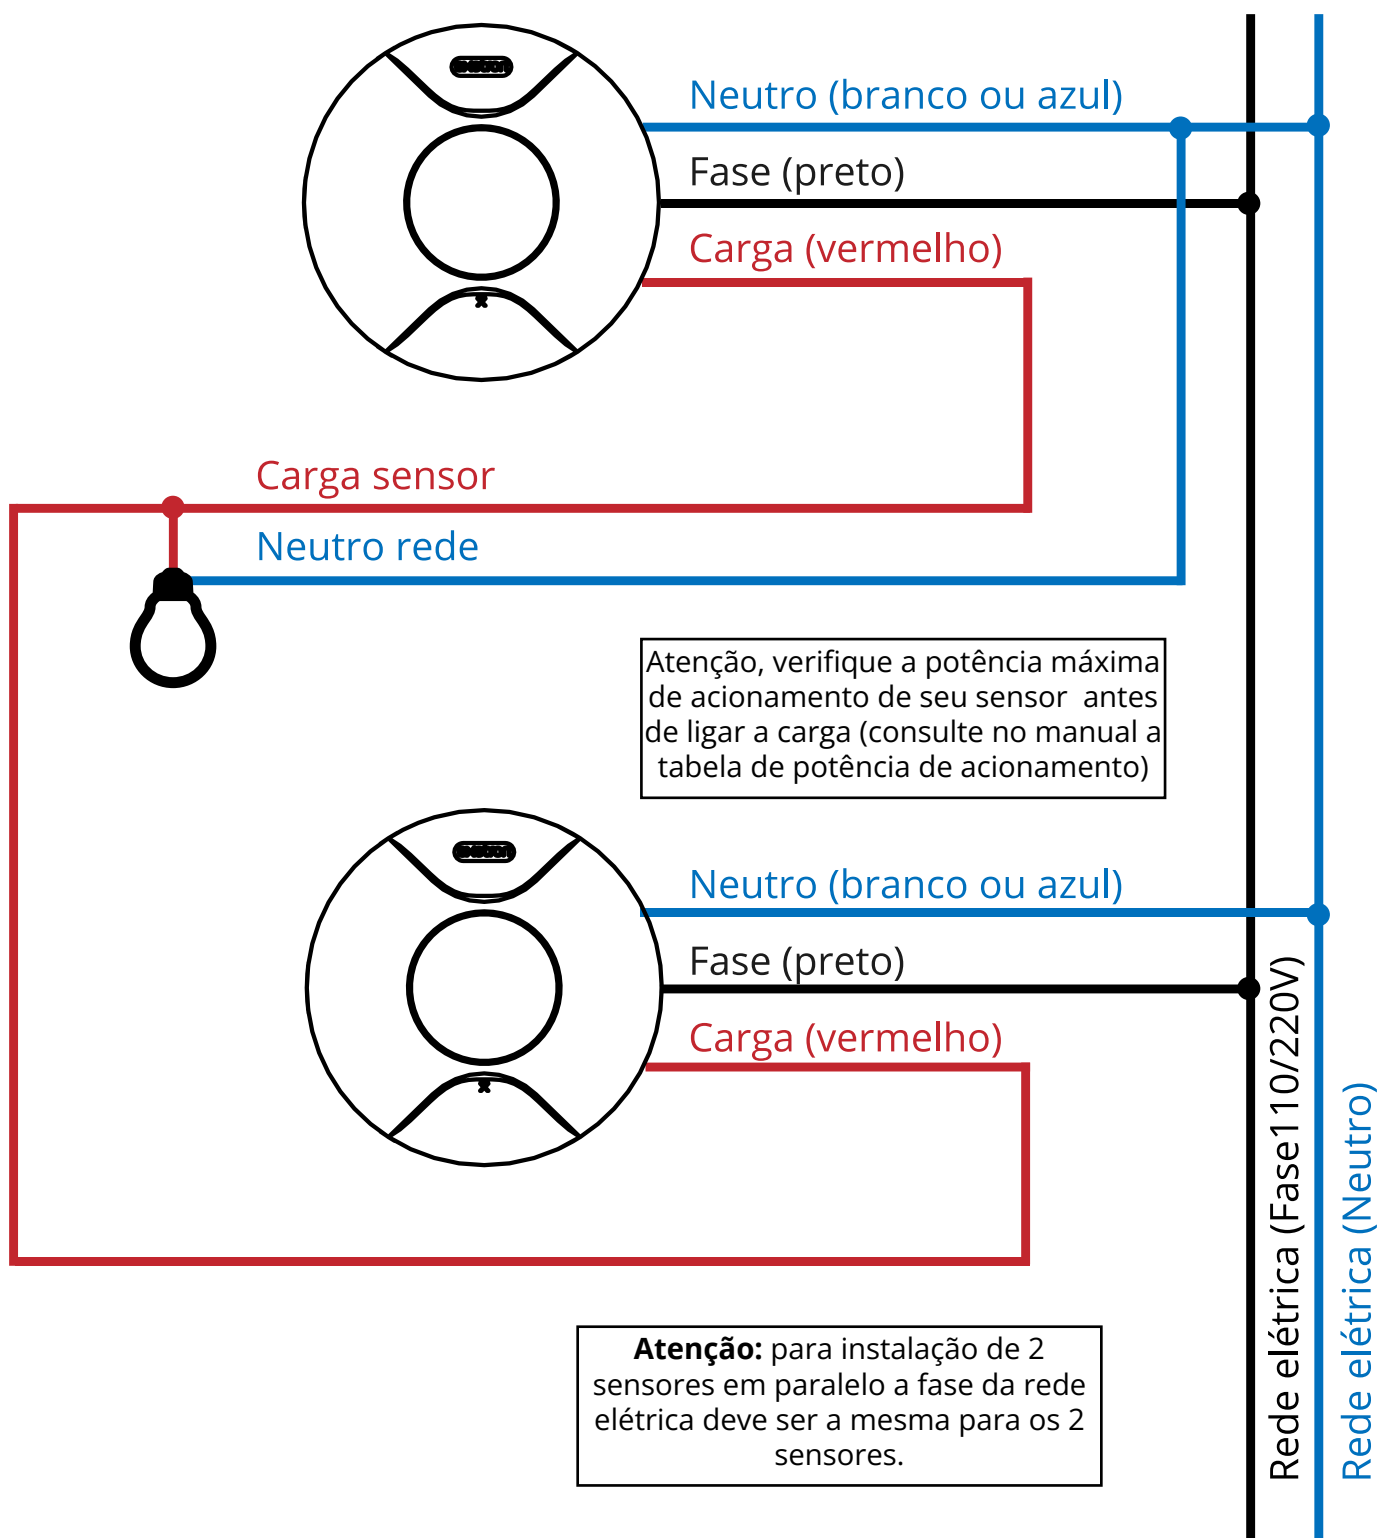 Neutro (branco ou azul)
Fase (preto)
Carga (vermelho)
Carga sensor
Neutro rede
Atenção, verifique a potência máxima
de acionamento de seu sensor antes
de ligar a carga (consulte no manual a
tabela de potência de acionamento)
Neutro (branco ou azul)
Fase (preto)
Carga (vermelho)
Atenção: para instalação de 2
sensores em paralelo a fase da rede
elétrica deve ser a mesma para os 2
sensores.
Rede elétrica (Fase110/220V)
Rede elétrica (Neutro)